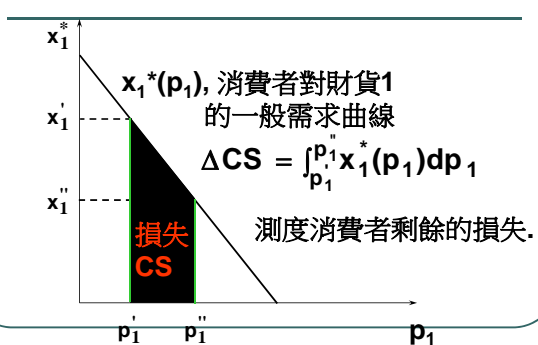 x₁*
x₁*(p₁), 消費者對財貨1
的一般需求曲線
x₁'
ΔCS = ∫_{p₁'}^{p₁"} x₁*(p₁)dp₁
x₁''
損失
CS
測度消費者剩餘的損失.
p₁' p₁'' p₁